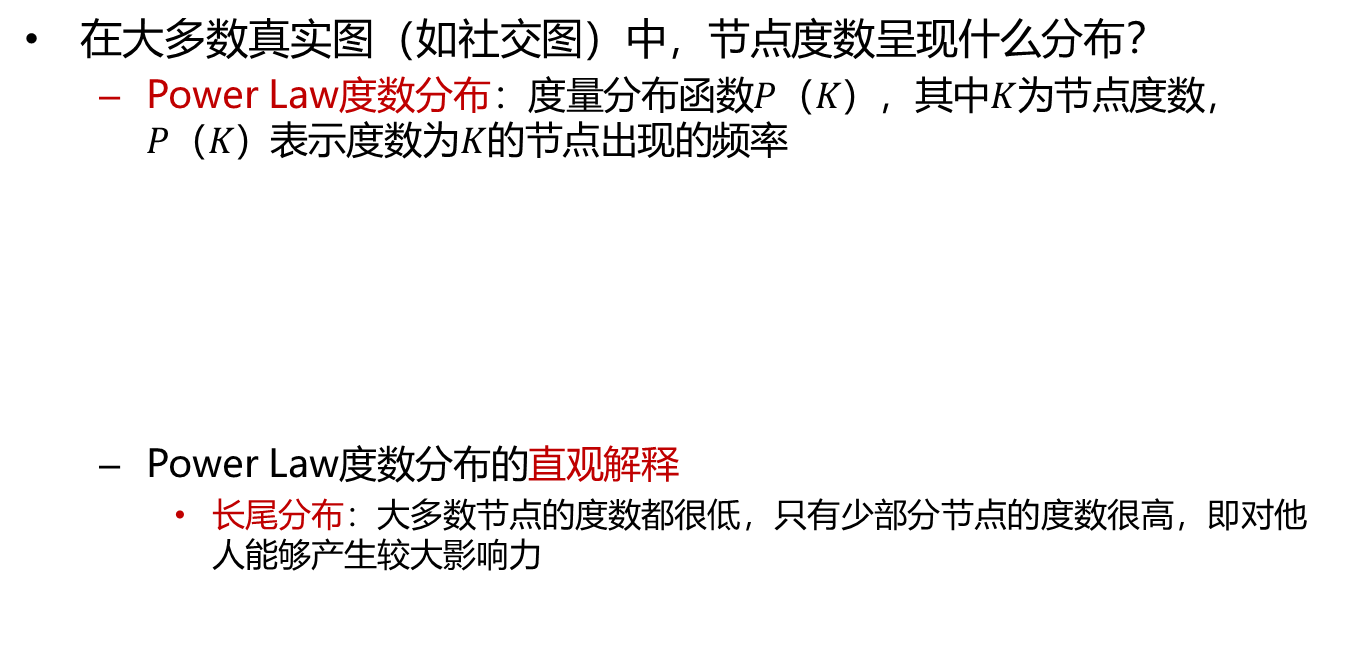 • 在大多数真实图（如社交图）中，节点度数呈现什么分布？
– Power Law度数分布：度量分布函数P（K），其中K为节点度数，
P（K）表示度数为K的节点出现的频率
– Power Law度数分布的直观解释
• 长尾分布：大多数节点的度数都很低，只有少部分节点的度数很高，即对他
人能够产生较大影响力